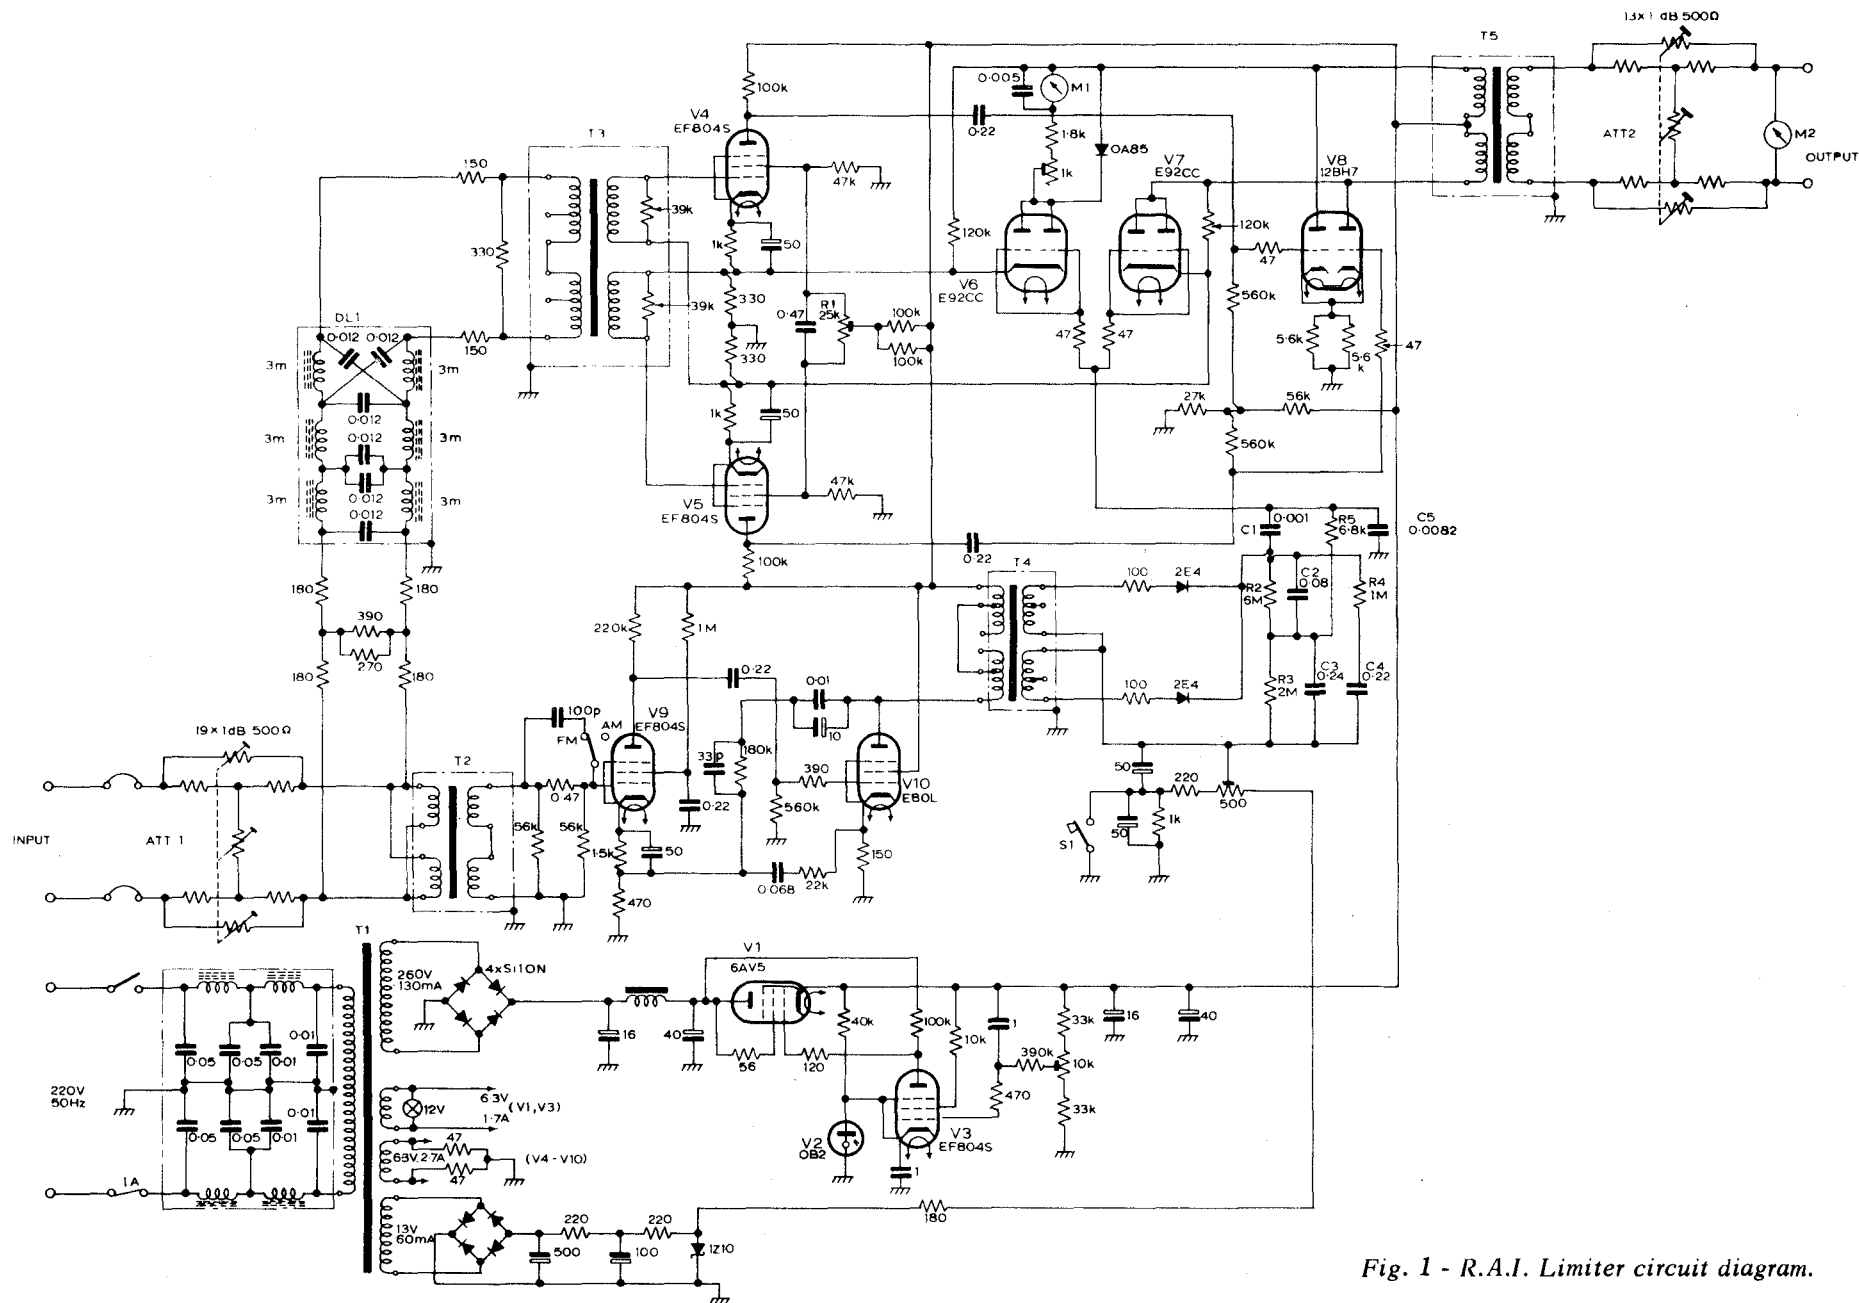 13×1 dB 500Ω
T5
ATT2
M2
OUTPUT
100k
V4
EF804S
0·005
M1
0·22
1·8k
1k
OA85
V7
E92CC
V8
12BH7
T3
150
330
150
39k
39k
47k
1k
50
330
330
0·47
R1
25k
100k
100k
1k
50
120k
V6
E92CC
120k
47
560k
47
47
5.6k
5.6
k
47
27k
56k
560k
DL1
0·012
0·012
3m
3m
0·012
0·012
3m
3m
0·012
3m
3m
0·012
V5
EF804S
47k
100k
0·22
C1
0·001
R5
6.8k
C5
0·0082
T4
100
2E4
R2
6M
C2
0·08
R4
1M
100
2E4
R3
2M
C3
0·24
C4
0·22
180
180
390
270
180
180
220k
1M
0·22
0·01
10
100p
FM
AM
V9
EF804S
33p
180k
390
V10
E80L
560k
0·22
T2
0·47
56k
56k
1·5k
50
470
0·068
22k
150
50
220
500
50
1k
S1
19×1dB 500Ω
INPUT
ATT 1
T1
260V
130mA
4xSi1ON
V1
6AV5
16
40
56
120
40k
100k
10k
1
390k
33k
10k
33k
470
16
40
V2
OB2
V3
EF804S
1
180
220V
50Hz
1A
0·05
0·05
0·01
0·01
0·05
0·05
0·01
0·01
12V
6·3V
1·7A
(V1,V3)
6·3V.2·7A
47
47
(V4-V10)
13V
60mA
220
220
500
100
1Z10
Fig. 1 - R.A.I. Limiter circuit diagram.